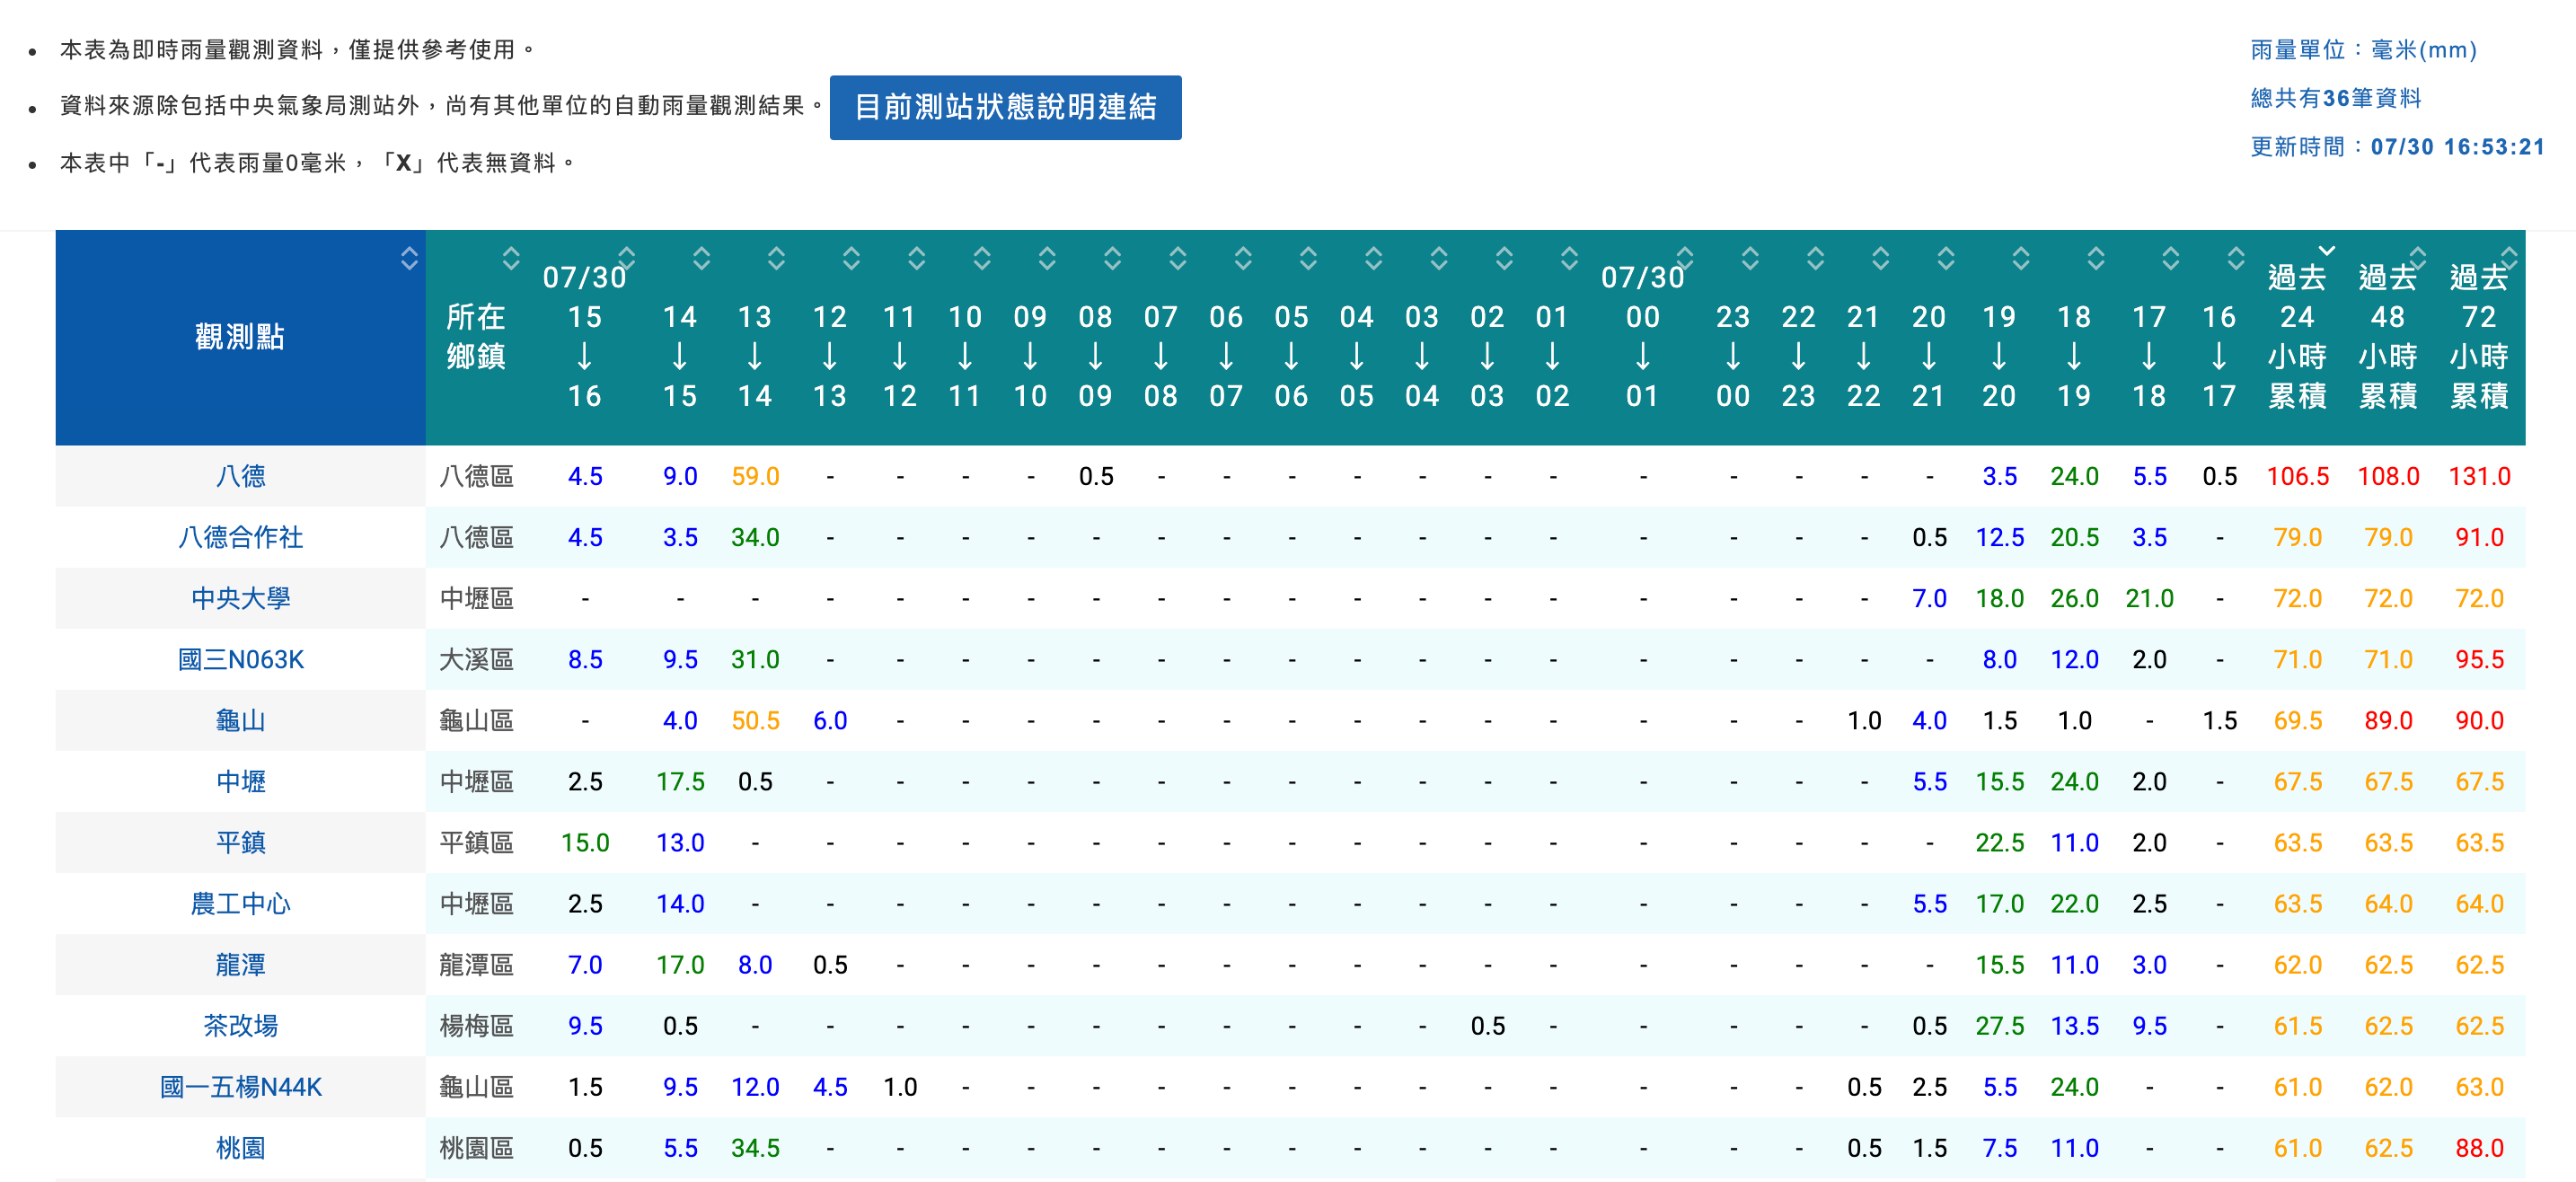 本表為即時雨量觀測資料，僅提供參考使用。
資料來源除包括中央氣象局測站外，尚有其他單位的自動雨量觀測結果。 目前測站狀態說明連結
本表中「-」代表雨量0毫米，「X」代表無資料。
雨量單位：毫米(mm)
總共有36筆資料
更新時間：07/30 16:53:21
觀測點 所在鄉鎮 07/30 15↓16 14↓15 13↓14 12↓13 11↓12 10↓11 09↓10 08↓09 07↓08 06↓07 05↓06 04↓05 03↓04 02↓03 01↓02 07/30 00↓01 23↓00 22↓23 21↓22 20↓21 19↓20 18↓19 17↓18 16↓17 過去24小時累積 過去48小時累積 過去72小時累積
八德 八德區 4.5 9.0 59.0 - - - - 0.5 - - - - - - - - - - - - 3.5 24.0 5.5 0.5 106.5 108.0 131.0
八德合作社 八德區 4.5 3.5 34.0 - - - - - - - - - - - - - - - - 0.5 12.5 20.5 3.5 - 79.0 79.0 91.0
中央大學 中壢區 - - - - - - - - - - - - - - - - - - - 7.0 18.0 26.0 21.0 - 72.0 72.0 72.0
國三N063K 大溪區 8.5 9.5 31.0 - - - - - - - - - - - - - - - - - 8.0 12.0 2.0 - 71.0 71.0 95.5
龜山 龜山區 - 4.0 50.5 6.0 - - - - - - - - - - - - - - 1.0 4.0 1.5 1.0 - 1.5 69.5 89.0 90.0
中壢 中壢區 2.5 17.5 0.5 - - - - - - - - - - - - - - - - 5.5 15.5 24.0 2.0 - 67.5 67.5 67.5
平鎮 平鎮區 15.0 13.0 - - - - - - - - - - - - - - - - - - 22.5 11.0 2.0 - 63.5 63.5 63.5
農工中心 中壢區 2.5 14.0 - - - - - - - - - - - - - - - - - 5.5 17.0 22.0 2.5 - 63.5 64.0 64.0
龍潭 龍潭區 7.0 17.0 8.0 0.5 - - - - - - - - - - - - - - - - 15.5 11.0 3.0 - 62.0 62.5 62.5
茶改場 楊梅區 9.5 0.5 - - - - - - - - - - - 0.5 - - - - - 0.5 27.5 13.5 9.5 - 61.5 62.5 62.5
國一五楊N44K 龜山區 1.5 9.5 12.0 4.5 1.0 - - - - - - - - - - - - - 0.5 2.5 5.5 24.0 - - 61.0 62.0 63.0
桃園 桃園區 0.5 5.5 34.5 - - - - - - - - - - - - - - - 0.5 1.5 7.5 11.0 - - 61.0 62.5 88.0